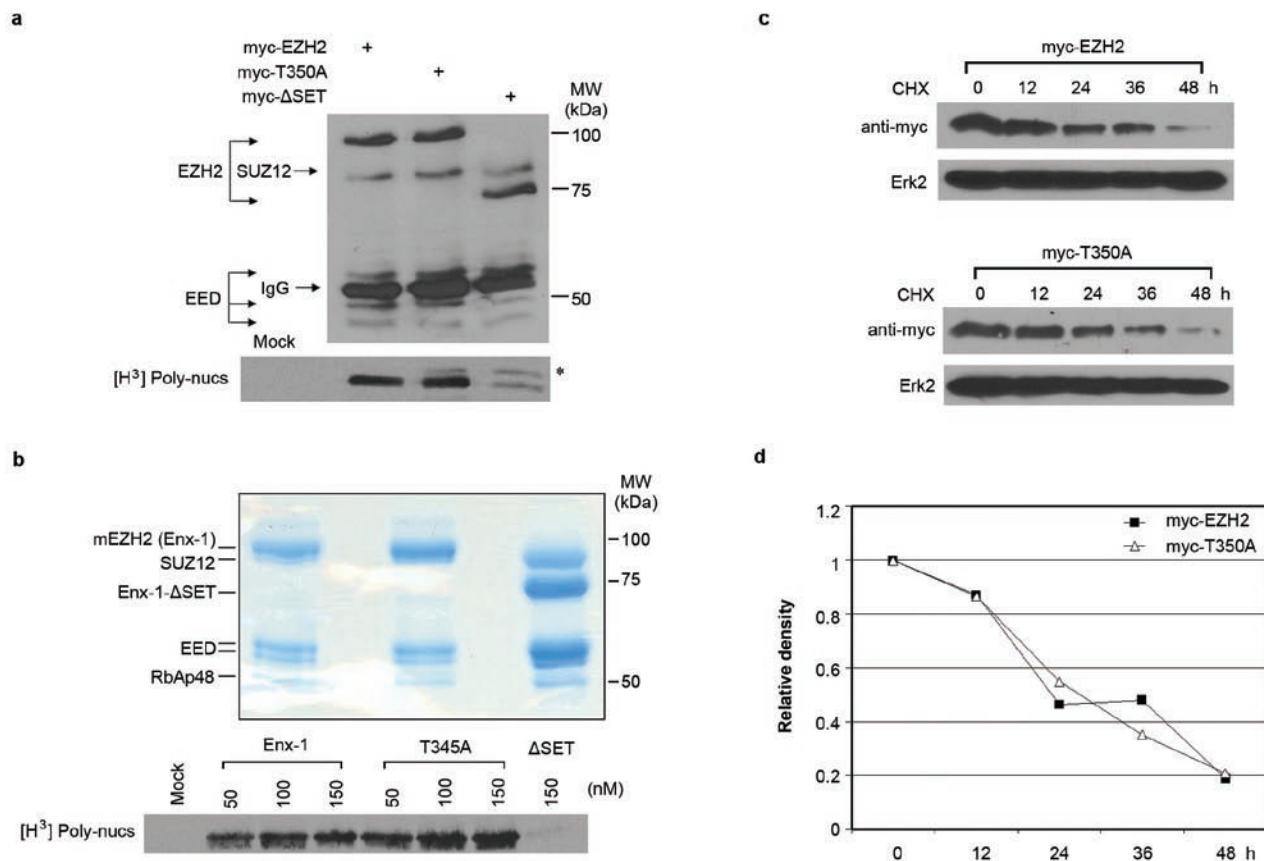 a
myc-EZH2 +
myc-T350A +
myc-ΔSET +
MW
(kDa)
100
EZH2 SUZ12
75
EED IgG
50
Mock
[H³] Poly-nucs *
b
MW
(kDa)
mEZH2 (Enx-1) 100
SUZ12
Enx-1-ΔSET 75
EED
RbAp48 50
Enx-1 T345A ΔSET
Mock 50 100 150 50 100 150 150 (nM)
[H³] Poly-nucs
c
myc-EZH2
CHX 0 12 24 36 48 h
anti-myc
Erk2
myc-T350A
CHX 0 12 24 36 48 h
anti-myc
Erk2
d
1.2
myc-EZH2
myc-T350A
1
0.8
0.6
0.4
0.2
0
Relative density
0 12 24 36 48 h